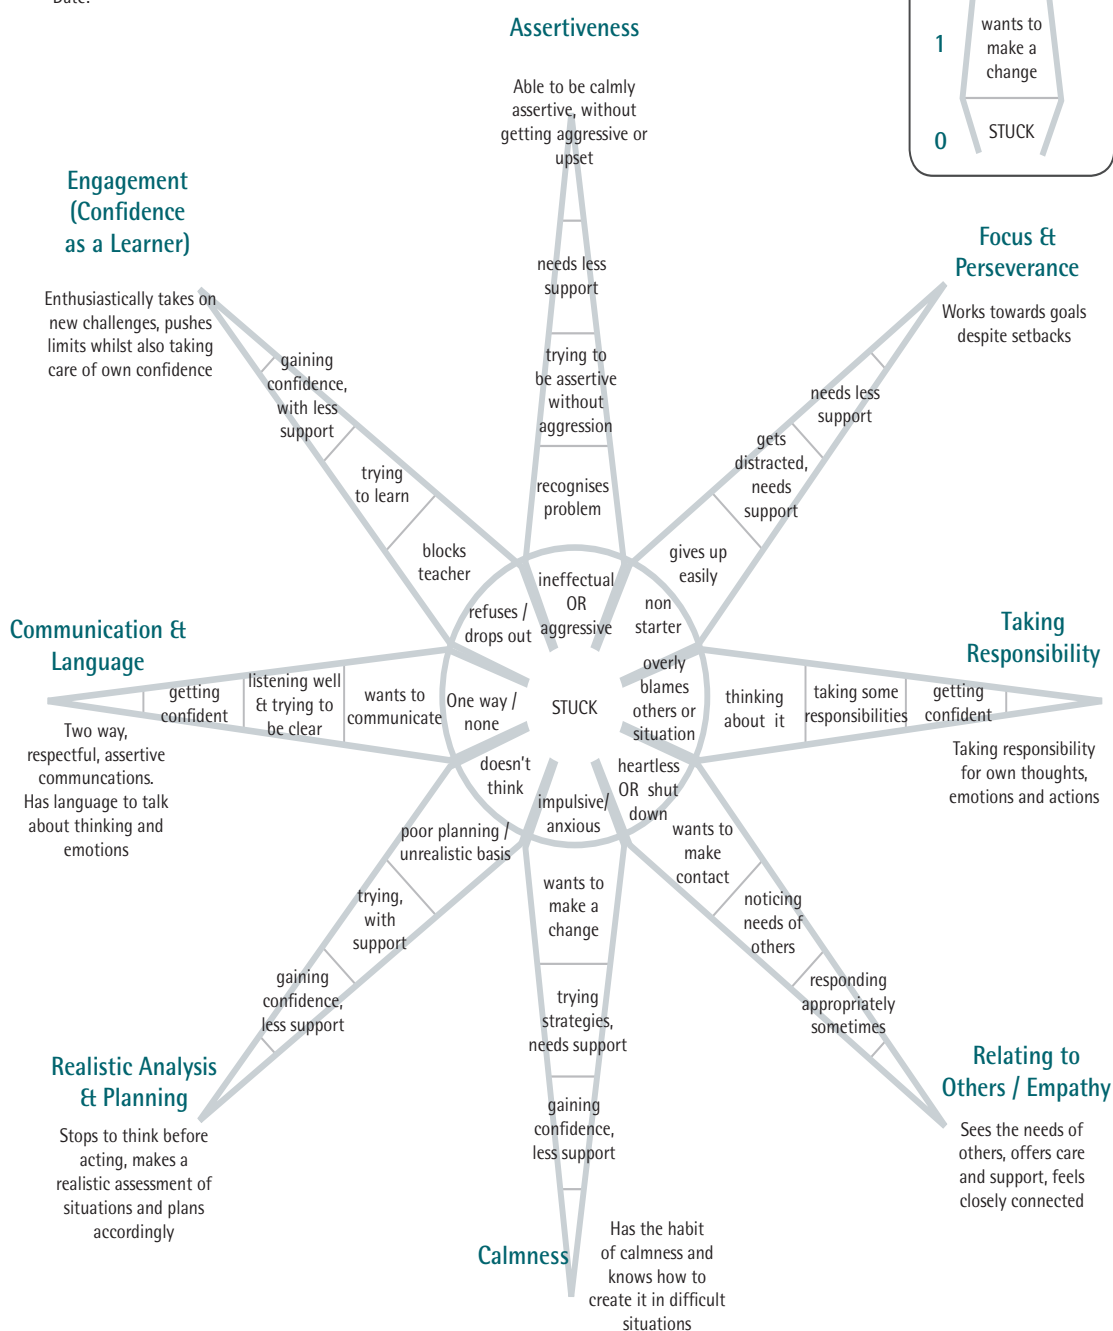 Date:
Assertiveness
Able to be calmly
assertive, without
getting aggressive or
upset
1
wants to
make a
change
0
STUCK
Engagement
(Confidence
as a Learner)
Enthusiastically takes on
new challenges, pushes
limits whilst also taking
care of own confidence
gaining
confidence,
with less
support
trying
to learn
blocks
teacher
refuses /
drops out
needs less
support
trying to
be assertive
without
aggression
recognises
problem
ineffectual
OR
aggressive
Focus &
Perseverance
Works towards goals
despite setbacks
needs less
support
gets
distracted,
needs
support
gives up
easily
non
starter
Communication &
Language
Two way,
respectful, assertive
communcations.
Has language to talk
about thinking and
emotions
getting
confident
listening well
& trying to
be clear
wants to
communicate
One way /
none
STUCK
overly
blames
others or
situation
thinking
about it
taking some
responsibilities
getting
confident
Taking
Responsibility
Taking responsibility
for own thoughts,
emotions and actions
doesn't
think
poor planning /
unrealistic basis
trying,
with
support
gaining
confidence,
less support
Realistic Analysis
& Planning
Stops to think before
acting, makes a
realistic assessment of
situations and plans
accordingly
impulsive/
anxious
wants to
make a
change
trying
strategies,
needs support
gaining
confidence,
less support
Calmness
Has the habit
of calmness and
knows how to
create it in difficult
situations
heartless
OR shut
down
wants to
make
contact
noticing
needs of
others
responding
appropriately
sometimes
Relating to
Others / Empathy
Sees the needs of
others, offers care
and support, feels
closely connected